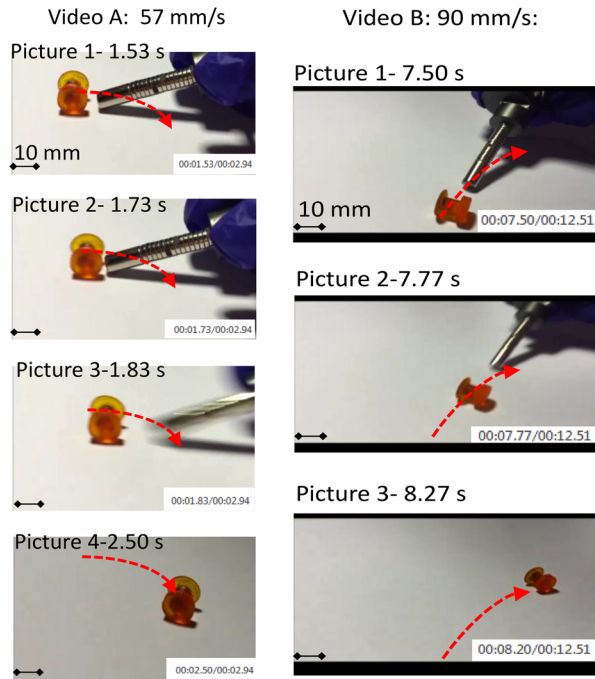 Video A: 57 mm/s
Picture 1- 1.53 s
10 mm
00:01.53/00:02.94
Picture 2- 1.73 s
00:01.73/00:02.94
Picture 3-1.83 s
00:01.83/00:02.94
Picture 4-2.50 s
00:02.50/00:02.94
Video B: 90 mm/s:
Picture 1- 7.50 s
10 mm
00:07.50/00:12.51
Picture 2-7.77 s
00:07.77/00:12.51
Picture 3- 8.27 s
00:08.20/00:12.51